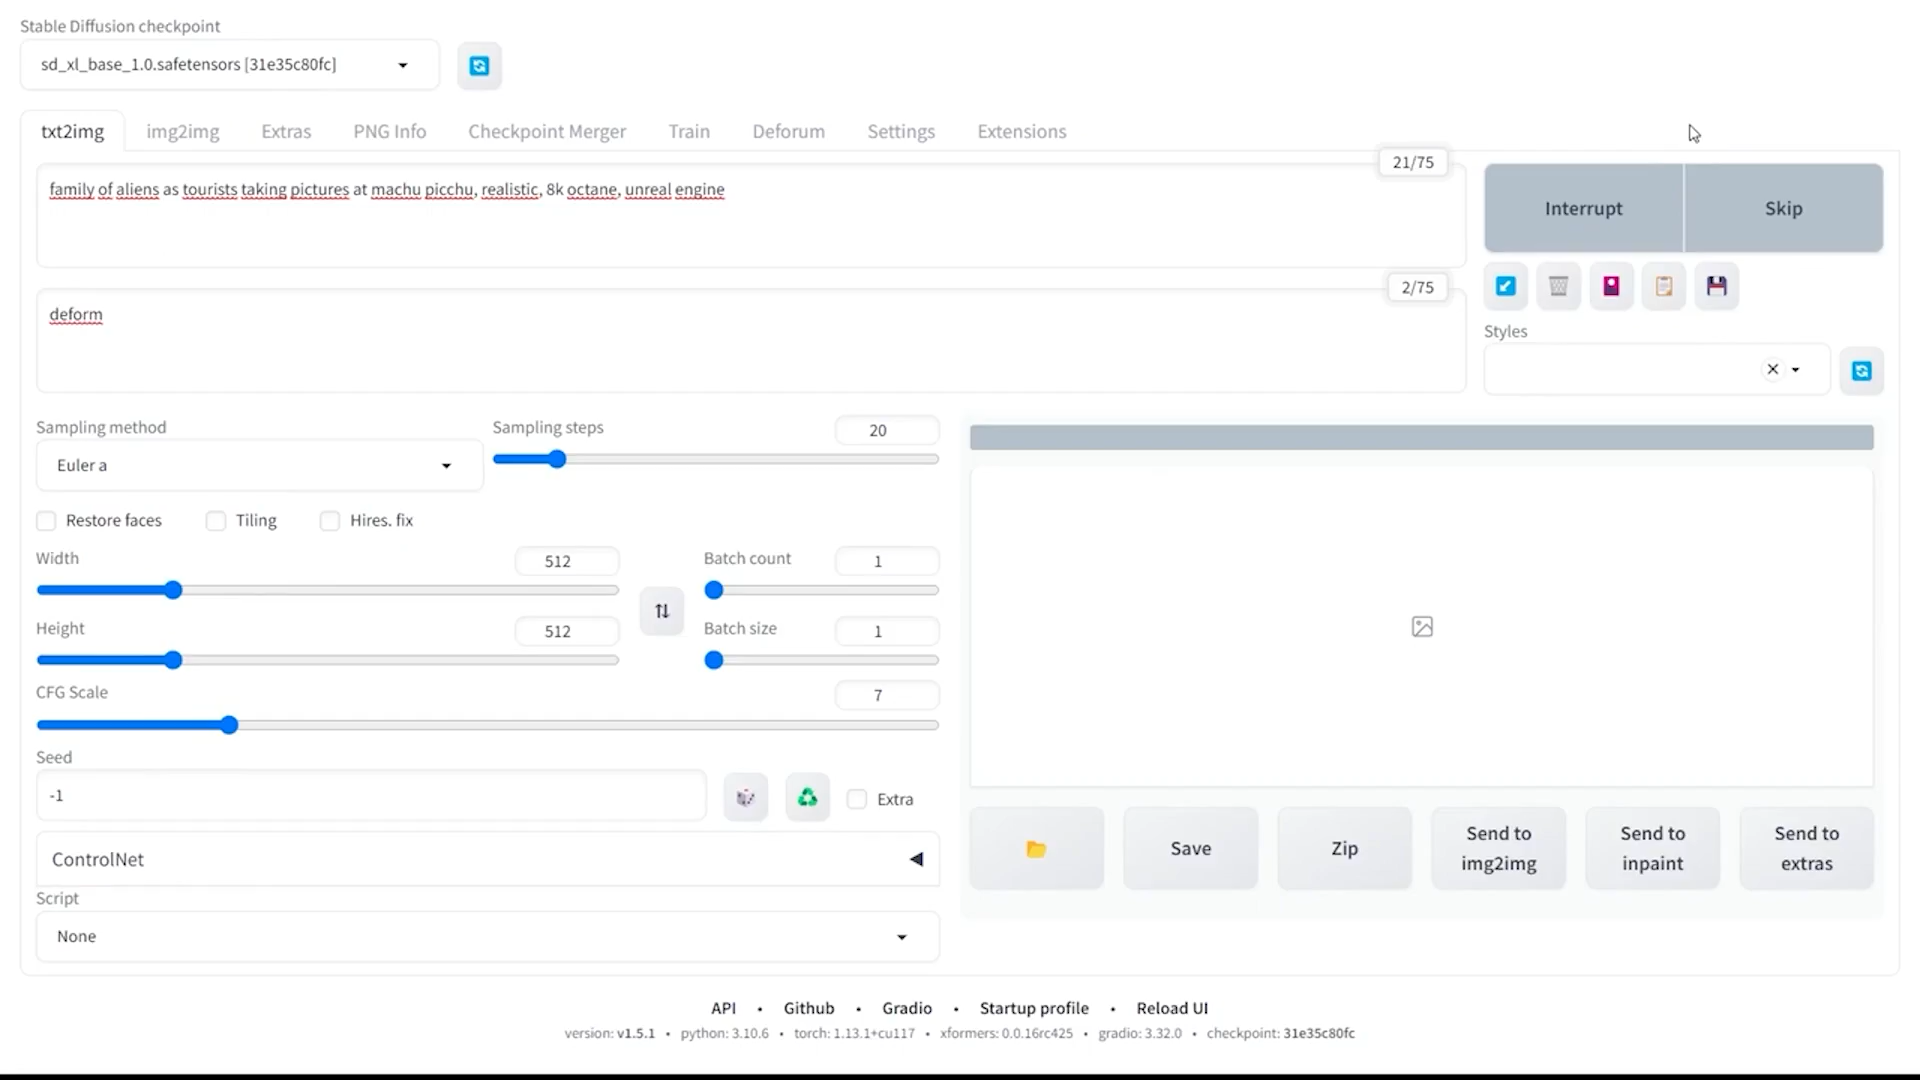 Stable Diffusion checkpoint
sd_xl_base_1.0.safetensors [31e35c80fc]
txt2img img2img Extras PNG Info Checkpoint Merger Train Deforum Settings Extensions
21/75
family of aliens as tourists taking pictures at machu picchu, realistic, 8k octane, unreal engine
Interrupt Skip
2/75
deform
Styles
Sampling method
Euler a
Sampling steps 20
Restore faces Tiling Hires. fix
Width 512
Batch count 1
Height 512
Batch size 1
CFG Scale 7
Seed
-1
Extra
ControlNet
Script
None
Save
Zip
Send to
img2img
Send to
inpaint
Send to
extras
API • Github • Gradio • Startup profile • Reload UI
version: v1.5.1 • python: 3.10.6 • torch: 1.13.1+cu117 • xformers: 0.0.16rc425 • gradio: 3.32.0 • checkpoint: 31e35c80fc